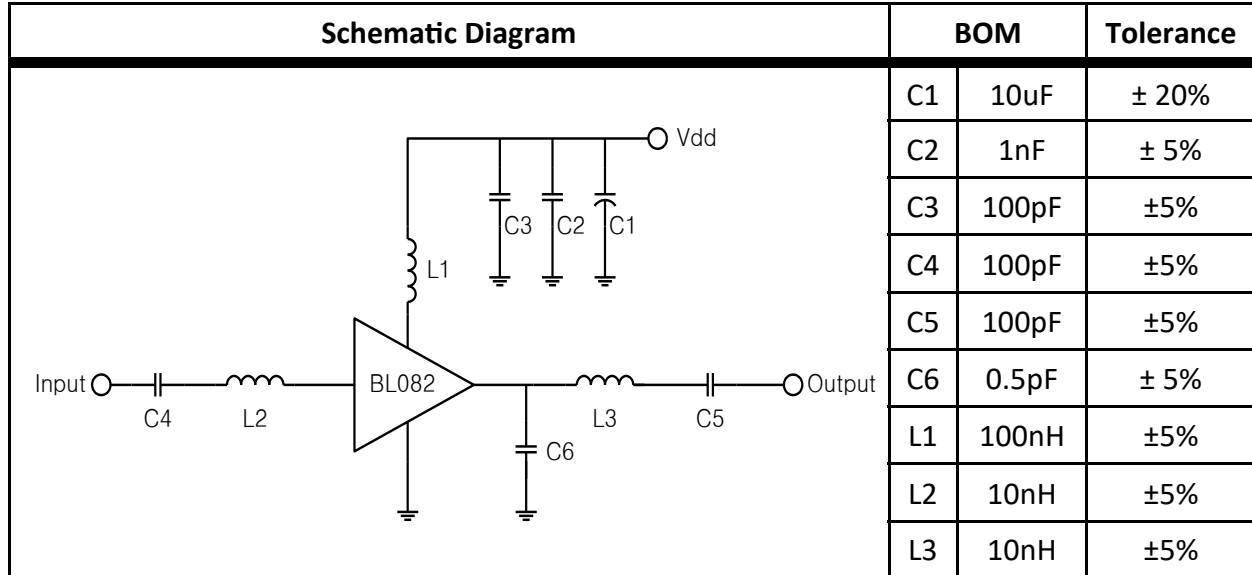 Schematic Diagram BOM Tolerance
C1 10uF ± 20%
C2 1nF ± 5%
C3 100pF ±5%
C4 100pF ±5%
C5 100pF ±5%
C6 0.5pF ± 5%
L1 100nH ±5%
L2 10nH ±5%
L3 10nH ±5%
Vdd
C3 C2 C1
L1
Input BL082 Output
C4 L2 L3 C5
C6